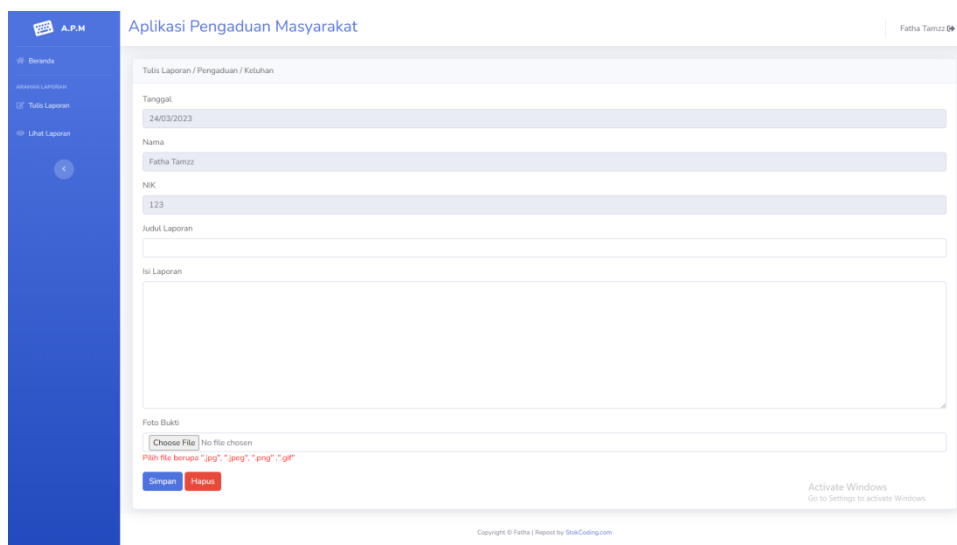 A.P.M
Aplikasi Pengaduan Masyarakat
Fatha Tamzz
Beranda
ARAHAN LAPORAN
Tulis Laporan
Lihat Laporan
Tulis Laporan / Pengaduan / Keluhan
Tanggal
24/03/2023
Nama
Fatha Tamzz
NIK
123
Judul Laporan
Isi Laporan
Foto Bukti
Choose File No file chosen
Pilih file berupa ".jpg", ".jpeg", ".png" ,".gif"
Simpan Hapus
Activate Windows
Go to Settings to activate Windows.
Copyright © Fatha | Repost by StokCoding.com